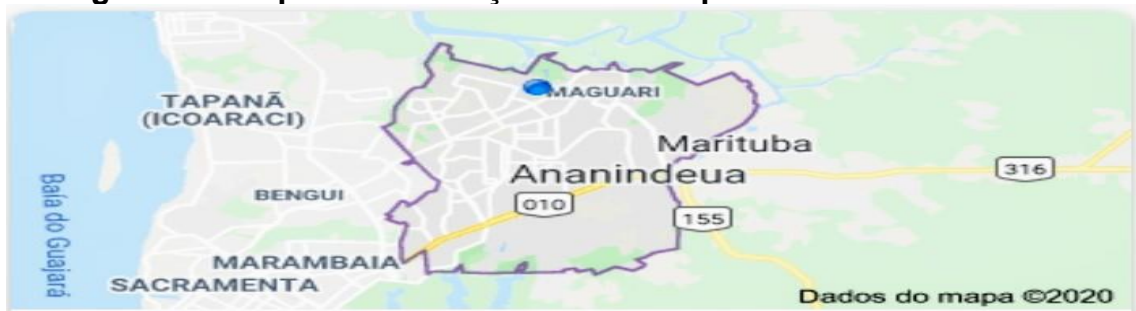 TAPANÃ
(ICOARACI)
MAGUARI
Marituba
Ananindeua
316
010
155
BENGUI
Baía do Guajará
MARAMBAIA
SACRAMENTA
Dados do mapa ©2020